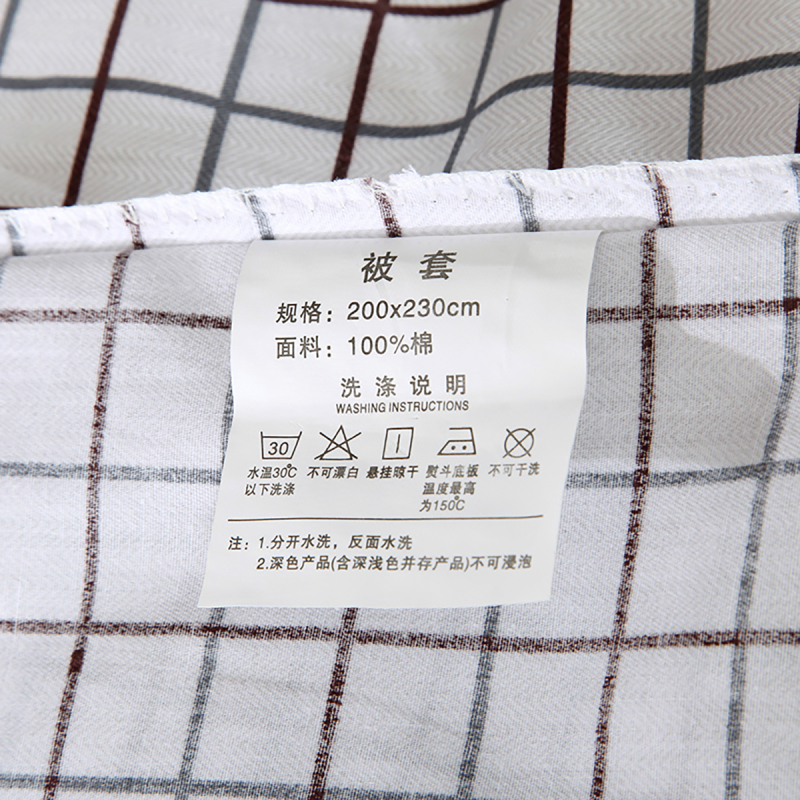 被套
规格：200x230cm
面料：100%棉
洗涤说明
WASHING INSTRUCTIONS
30
水温30℃ 不可漂白 悬挂晾干 熨斗底板 不可干洗
以下洗涤 温度最高
为150℃
注：1.分开水洗，反面水洗
2.深色产品(含深浅色并存产品)不可浸泡